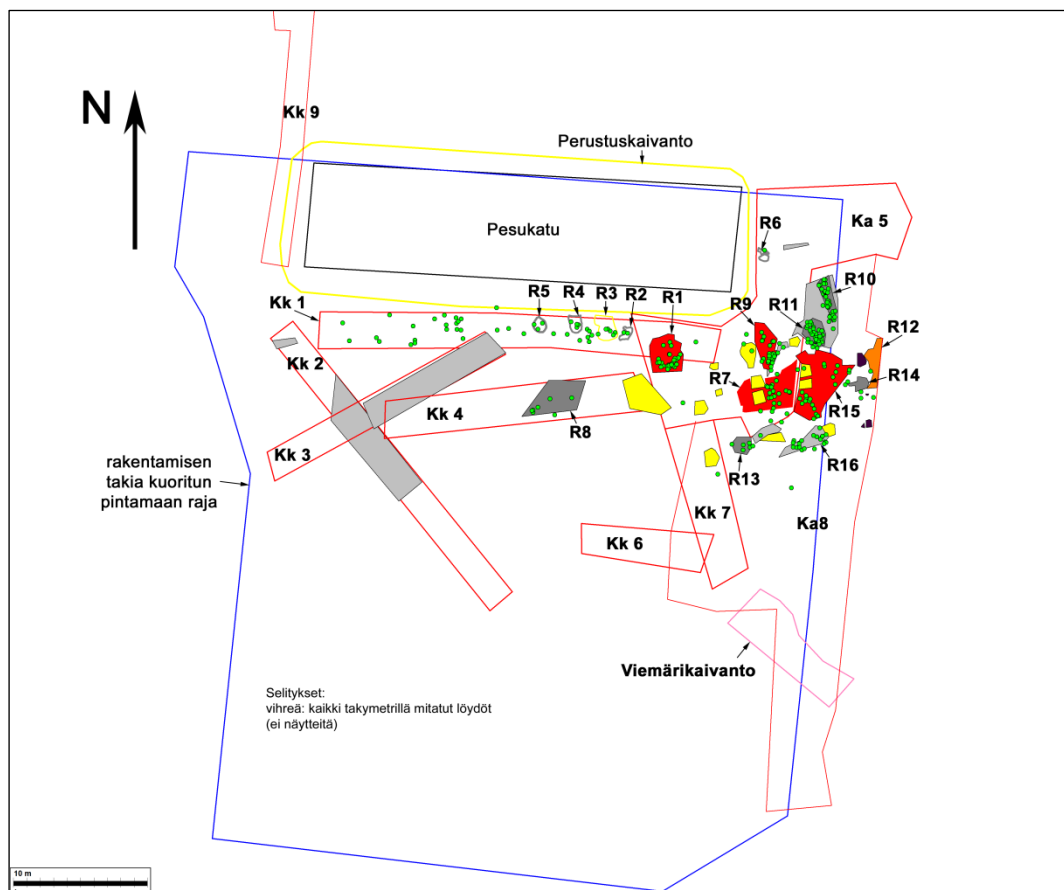 N
Kk 9
Perustuskaivanto
Pesukatu
Ka 5
R6
Kk 1
R5
R4
R3
R2
R1
R9
R11
R10
R12
Kk 2
R7
R14
Kk 4
R15
R8
Kk 3
R13
R16
rakentamisen
takia kuoritun
pintamaan raja
Kk 7
Ka8
Kk 6
Viemärikaivanto
Selitykset:
vihreä: kaikki takymetrillä mitatut löydöt
(ei näytteitä)
10 m